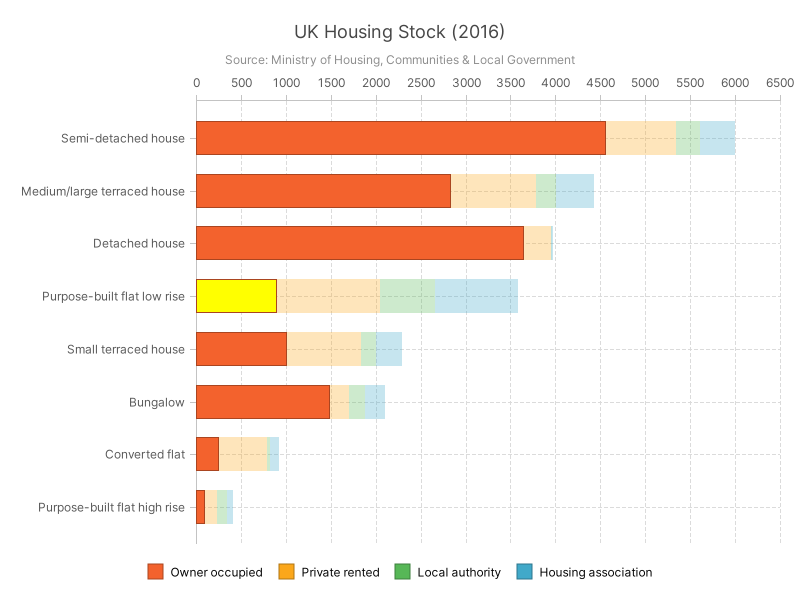 UK Housing Stock (2016)
Source: Ministry of Housing, Communities & Local Government
0 500 1000 1500 2000 2500 3000 3500 4000 4500 5000 5500 6000 6500
Semi-detached house
Medium/large terraced house
Detached house
Purpose-built flat low rise
Small terraced house
Bungalow
Converted flat
Purpose-built flat high rise
Owner occupied Private rented Local authority Housing association